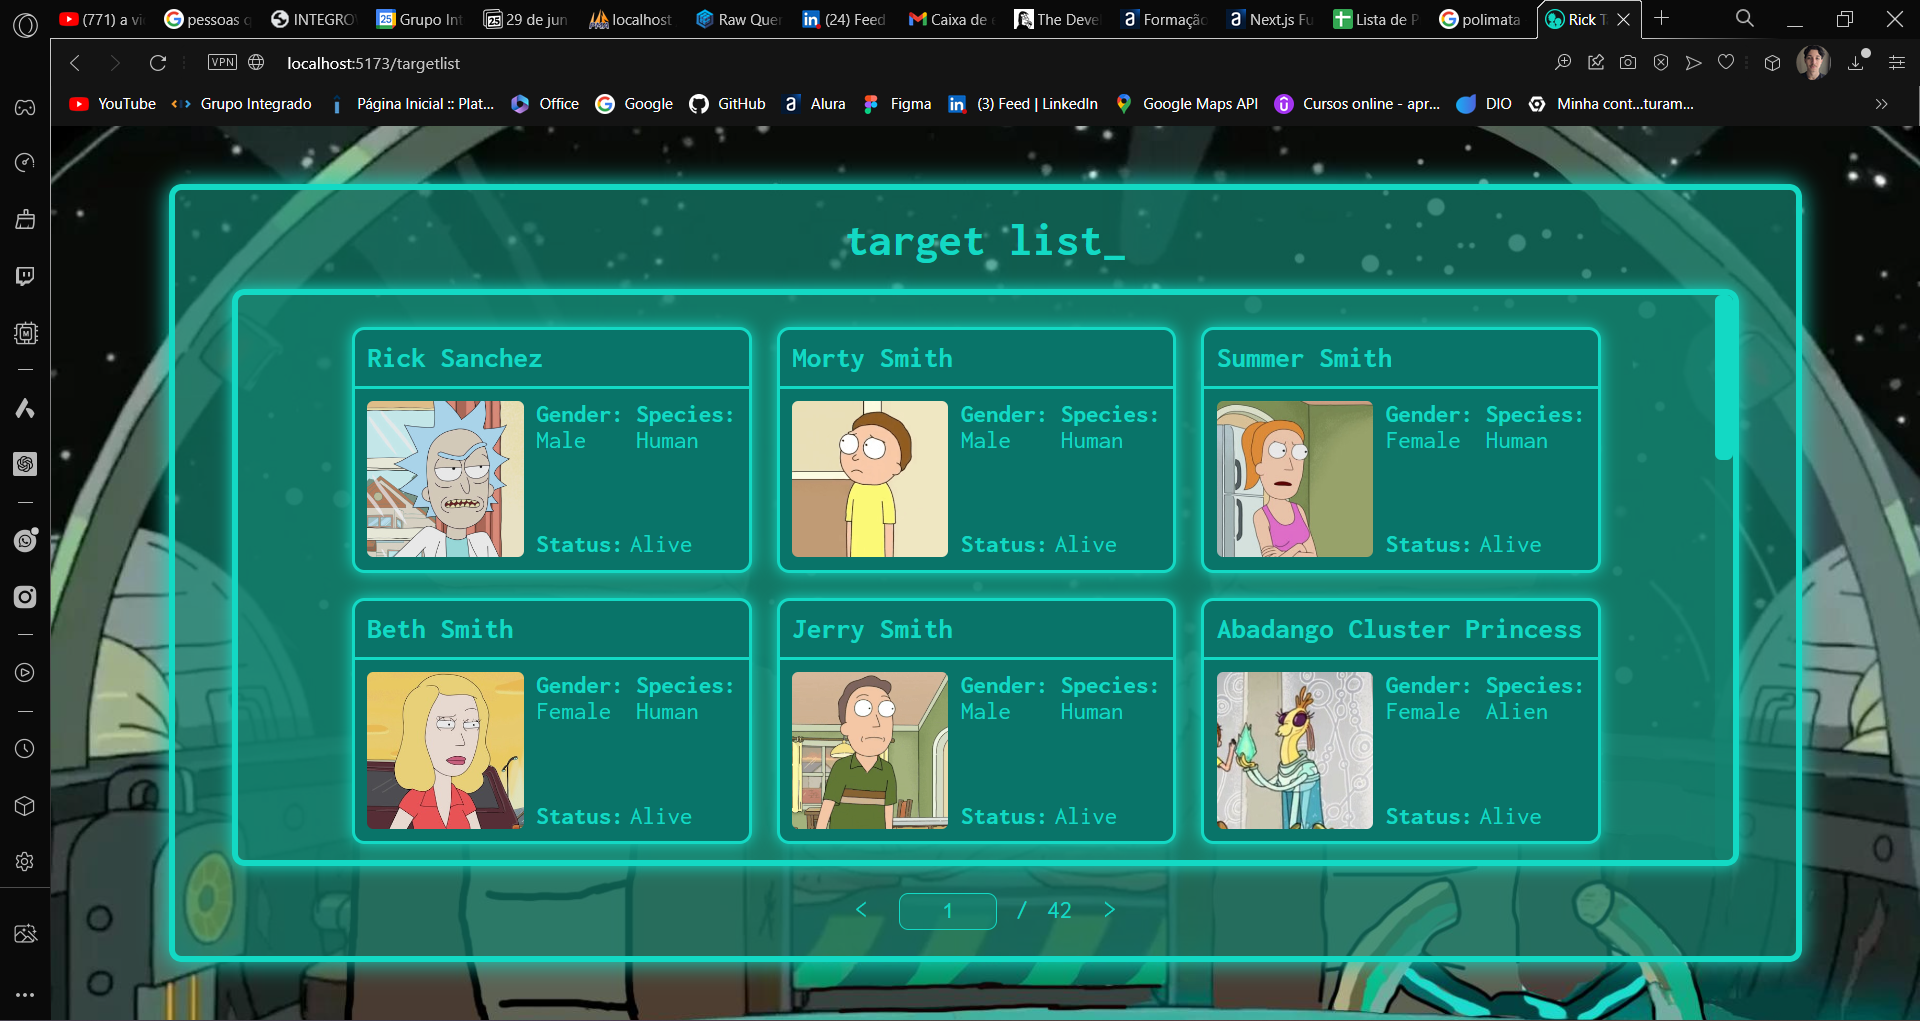 (771) a vi
pessoas q
INTEGRO
Grupo Int
29 de jun
localhost
Raw Que
(24) Feed
Caixa de e
The Deve
Formação
Next.js Fu
Lista de P
polimata
Rick T
VPN
localhost:5173/targetlist
YouTube
Grupo Integrado
Página Inicial :: Plat...
Office
Google
GitHub
Alura
Figma
(3) Feed | LinkedIn
Google Maps API
Cursos online - apr...
DIO
Minha cont...turam...
target list_
Rick Sanchez
Gender: Species:
Male Human
Status: Alive
Morty Smith
Gender: Species:
Male Human
Status: Alive
Summer Smith
Gender: Species:
Female Human
Status: Alive
Beth Smith
Gender: Species:
Female Human
Status: Alive
Jerry Smith
Gender: Species:
Male Human
Status: Alive
Abadango Cluster Princess
Gender: Species:
Female Alien
Status: Alive
< 1 / 42 >